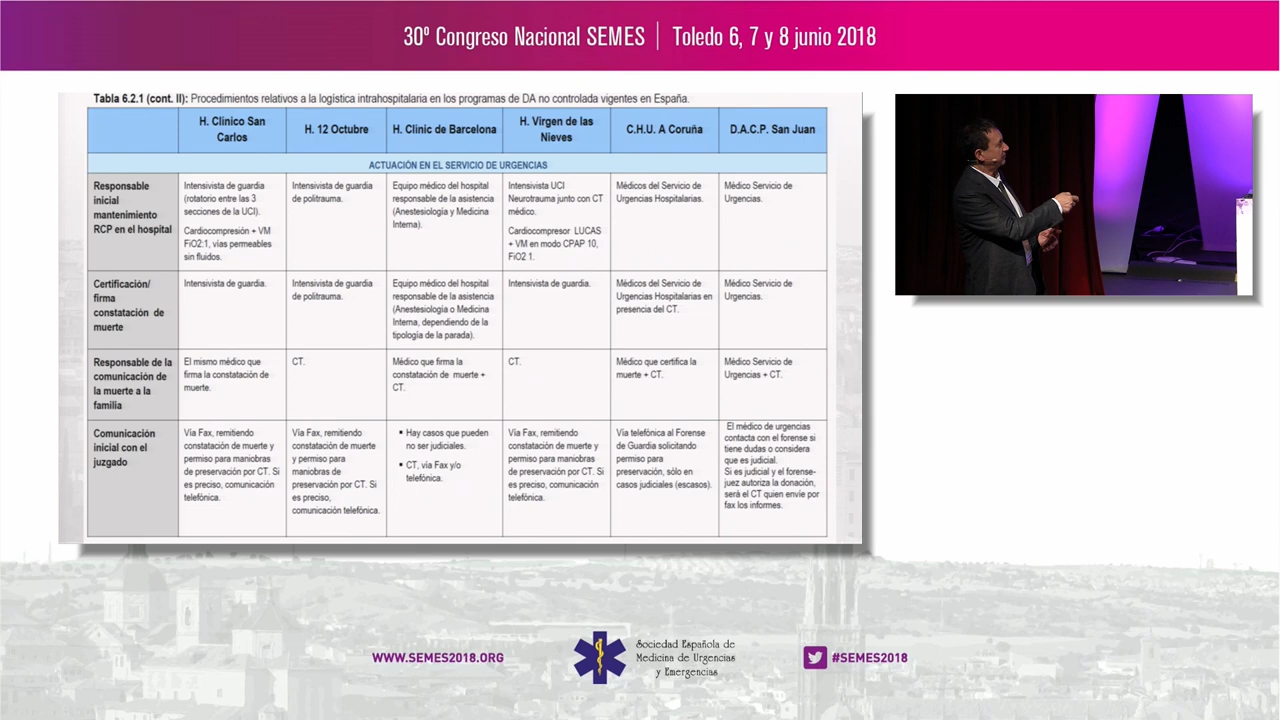 30º Congreso Nacional SEMES | Toledo 6, 7 y 8 junio 2018
Tabla 6.2.1 (cont. II): Procedimientos relativos a la logística intrahospitalaria en los programas de DA no controlada vigentes en España.
H. Clínico San
Carlos
H. 12 Octubre
H. Clinic de Barcelona
H. Virgen de las
Nieves
C.H.U. A Coruña
D.A.C.P. San Juan
ACTUACIÓN EN EL SERVICIO DE URGENCIAS
Responsable
inicial
mantenimiento
RCP en el hospital
Intensivista de guardia
(rotatorio entre las 3
secciones de la UCI).
Cardiocompresión + VM
FiO2:1, vías permeables
sin fluidos.
Intensivista de guardia
de politrauma.
Equipo médico del hospital
responsable de la asistencia
(Anestesiología y Medicina
Interna).
Intensivista UCI
Neurotrauma junto con CT
médico.
Cardiocompresor LUCAS
+ VM en modo CPAP 10,
FiO2 1.
Médicos del Servicio de
Urgencias Hospitalarias.
Médico Servicio de
Urgencias.
Certificación/
firma
constatación de
muerte
Intensivista de guardia.
Intensivista de guardia
de politrauma.
Equipo médico del hospital
responsable de la asistencia
(Anestesiología o Medicina
Interna, dependiendo de la
tipología de la parada).
Intensivista de guardia.
Médicos del Servicio de
Urgencias Hospitalarias en
presencia del CT.
Médico Servicio de
Urgencias.
Responsable de la
comunicación de
la muerte a la
familia
El mismo médico que
firma la constatación de
muerte.
CT.
Médico que firma la
constatación de muerte +
CT.
CT.
Médico que certifica la
muerte + CT.
Médico Servicio de
Urgencias + CT.
Comunicación
inicial con el
juzgado
Vía Fax, remitiendo
constatación de muerte y
permiso para maniobras
de preservación por CT. Si
es preciso, comunicación
telefónica.
Vía Fax, remitiendo
constatación de muerte
y permiso para
maniobras de
preservación por CT. Si
es preciso,
comunicación telefónica.
▪ Hay casos que pueden
no ser judiciales.
▪ CT, vía Fax y/o
telefónica.
Vía Fax, remitiendo
constatación de muerte y
permiso para maniobras
de preservación por CT. Si
es preciso, comunicación
telefónica.
Vía telefónica al Forense
de Guardia solicitando
permiso para
preservación, sólo en
casos judiciales (escasos).
El médico de urgencias
contacta con el forense si
tiene dudas o considera
que es judicial.
Si es judicial y el forense-
juez autoriza la donación,
será el CT quien envíe por
fax los informes.
WWW.SEMES2018.ORG
Sociedad Española de
Medicina de Urgencias
y Emergencias
#SEMES2018